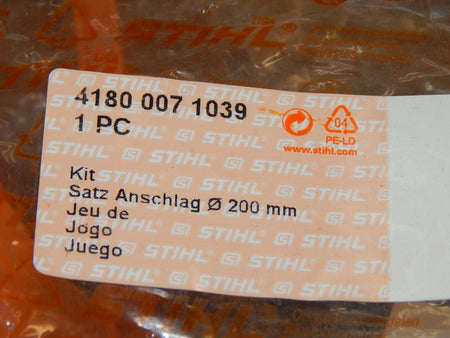 STIHL
USA
4180 007 1039
1 PC
04
PE-LD
www.stihl.com
Kit
Satz Anschlag Ø 200 mm
Jeu de
Jogo
Juego